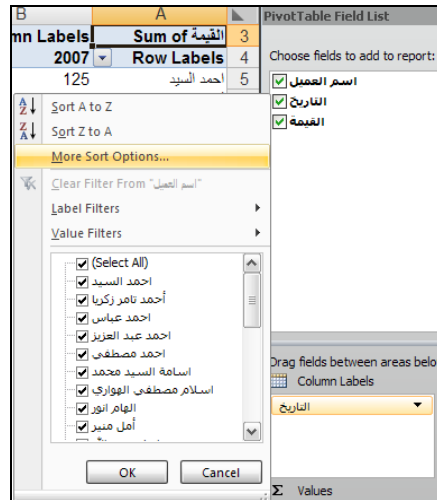 B
A
mn Labels
Sum of القيمة
3
2007
Row Labels
4
125
احمد السيد
5
Sort A to Z
Sort Z to A
More Sort Options...
Clear Filter From "اسم العميل"
Label Filters
Value Filters
(Select All)
احمد السيد
أحمد تامر زكريا
احمد عباس
احمد عبد العزيز
احمد مصطفي
اسامة السيد محمد
اسلام مصطفي الهواري
الهام انور
أمل منير
OK
Cancel
PivotTable Field List
Choose fields to add to report:
اسم العميل
التاريخ
القيمة
Drag fields between areas belo
Column Labels
التاريخ
Σ Values